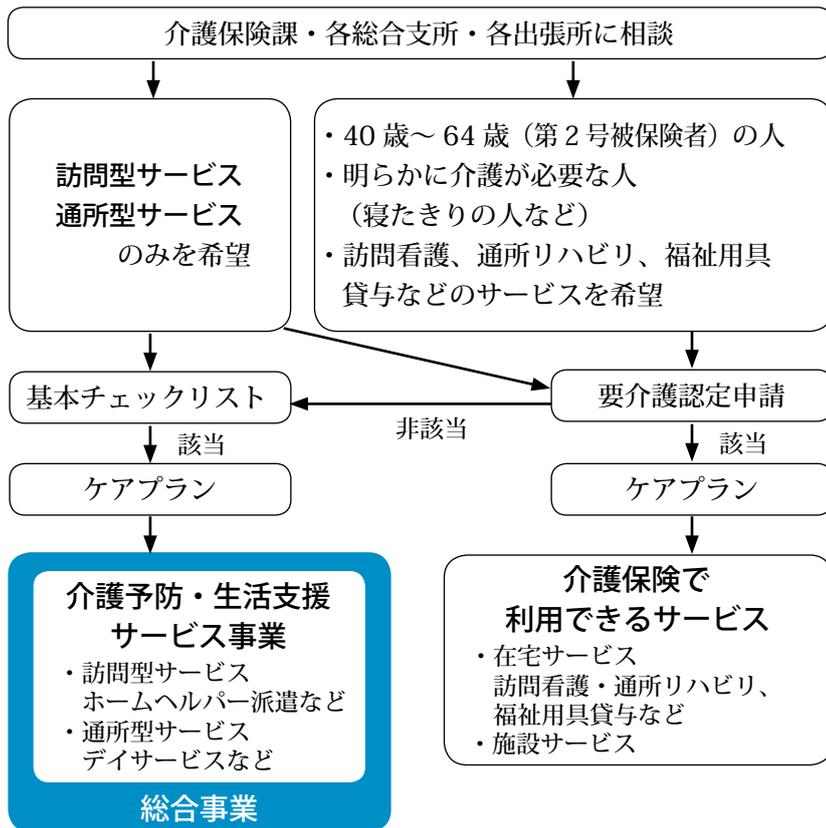 介護保険課・各総合支所・各出張所に相談
訪問型サービス
通所型サービス
のみを希望
・40歳～64歳（第2号被保険者）の人
・明らかに介護が必要な人
（寝たきりの人など）
・訪問看護、通所リハビリ、福祉用具
貸与などのサービスを希望
基本チェックリスト
要介護認定申請
非該当
該当
該当
ケアプラン
ケアプラン
介護予防・生活支援
サービス事業
・訪問型サービス
ホームヘルパー派遣など
・通所型サービス
デイサービスなど
総合事業
介護保険で
利用できるサービス
・在宅サービス
訪問看護・通所リハビリ、
福祉用具貸与など
・施設サービス